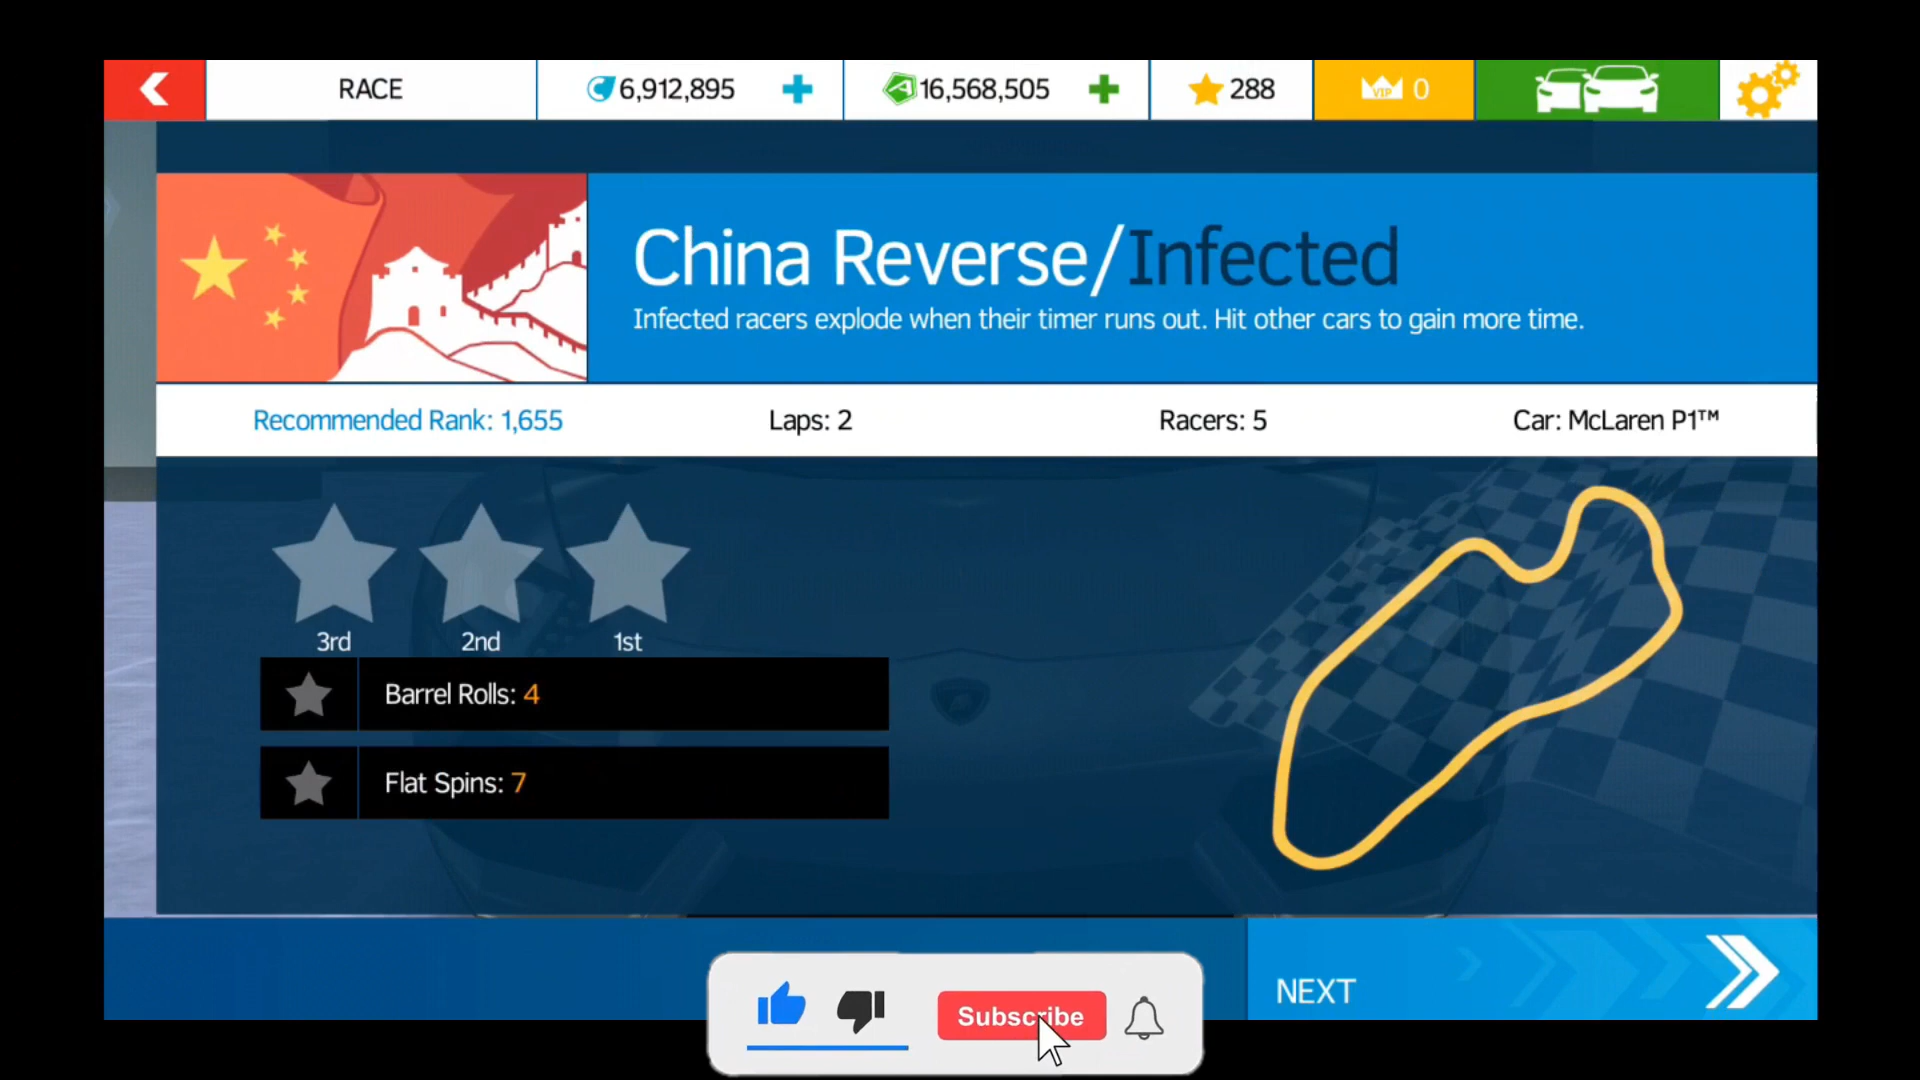 RACE
6,912,895
16,568,505
288
VIP 0
China Reverse/Infected
Infected racers explode when their timer runs out. Hit other cars to gain more time.
Recommended Rank: 1,655
Laps: 2
Racers: 5
Car: McLaren P1™
3rd
2nd
1st
Barrel Rolls: 4
Flat Spins: 7
NEXT
Subscribe